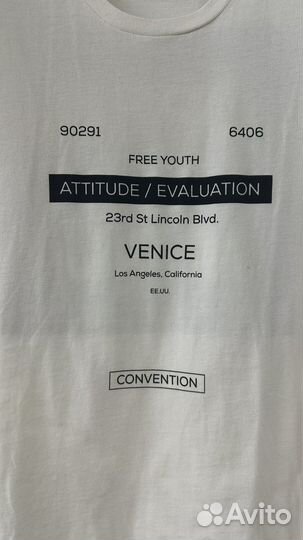 90291 6406
FREE YOUTH
ATTITUDE / EVALUATION
23rd St Lincoln Blvd.
VENICE
Los Angeles, California
EE.UU.
CONVENTION
Avito